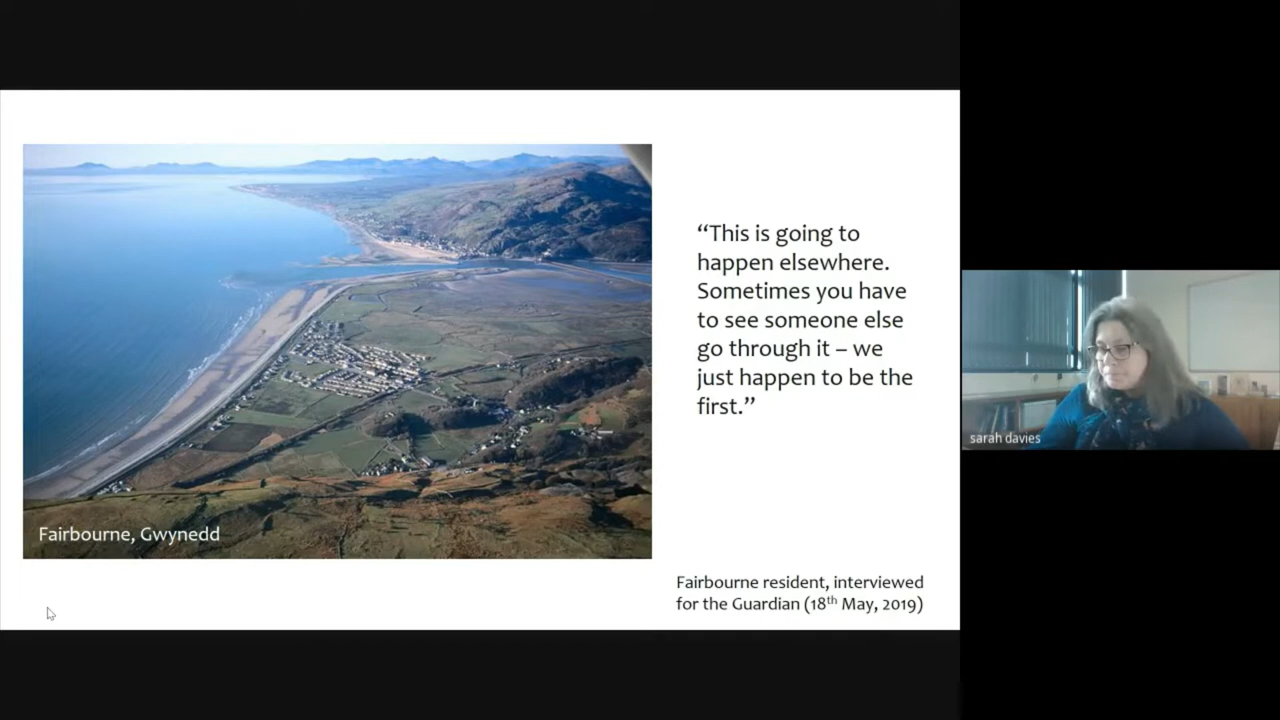 “This is going to
happen elsewhere.
Sometimes you have
to see someone else
go through it – we
just happen to be the
first.”
Fairbourne, Gwynedd
Fairbourne resident, interviewed
for the Guardian (18th May, 2019)
sarah davies